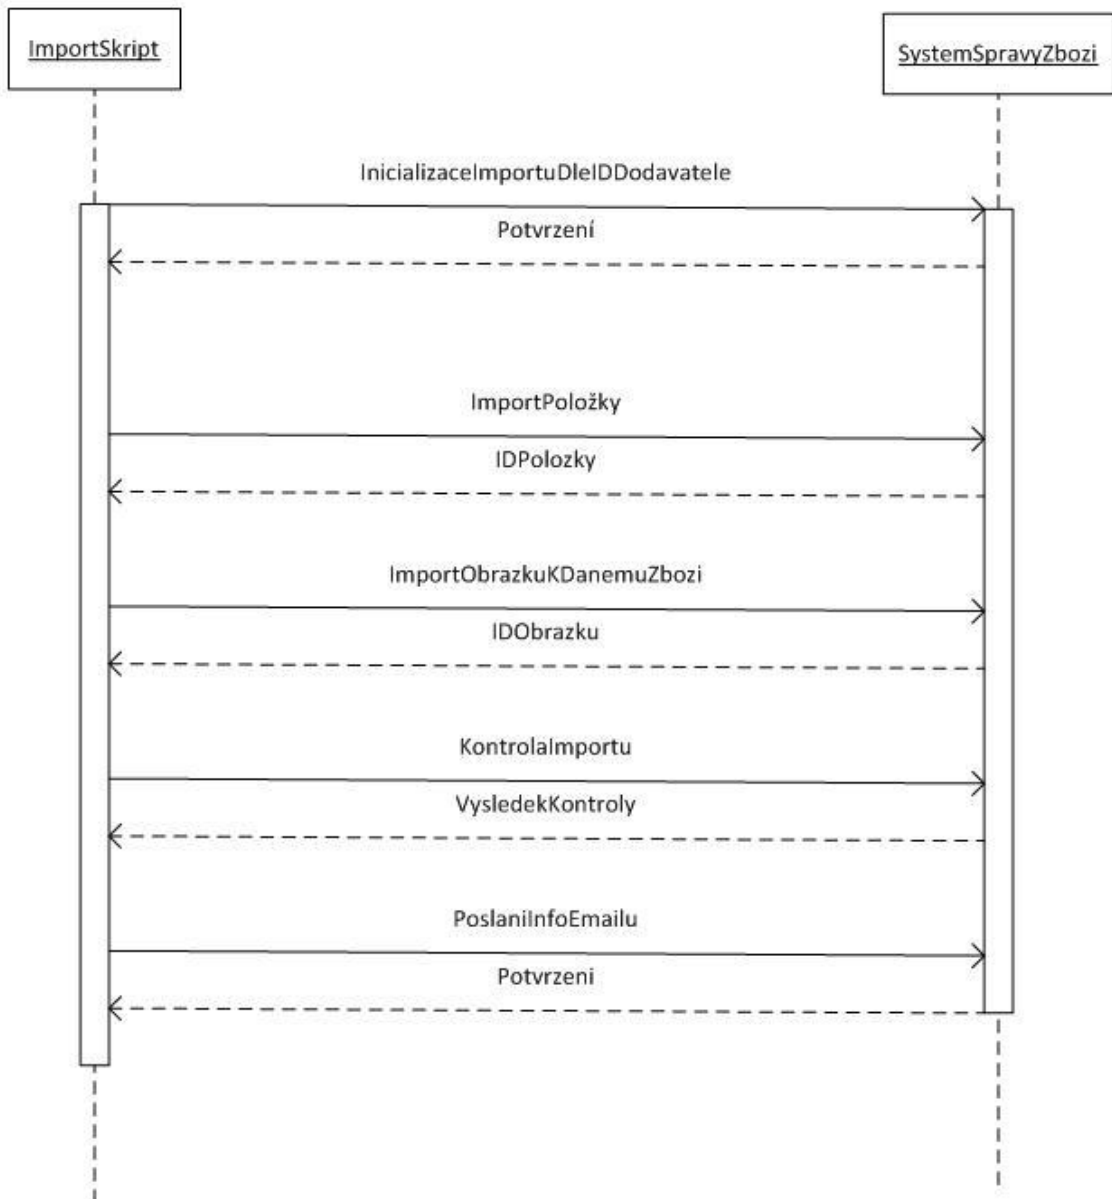 ImportSkript
SystemSpravyZbozi
InicializaceImportuDleIDDodavatele
Potvrzení
ImportPoložky
IDPolozky
ImportObrazkuKDanemuZbozi
IDObrazku
KontrolaImportu
VysledekKontroly
PoslaniInfoEmailu
Potvrzeni